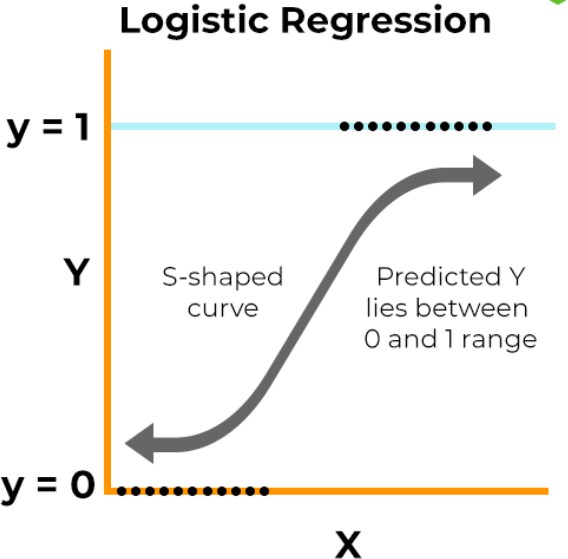 Logistic Regression
y = 1
Y
S-shaped
curve
Predicted Y
lies between
0 and 1 range
y = 0
X